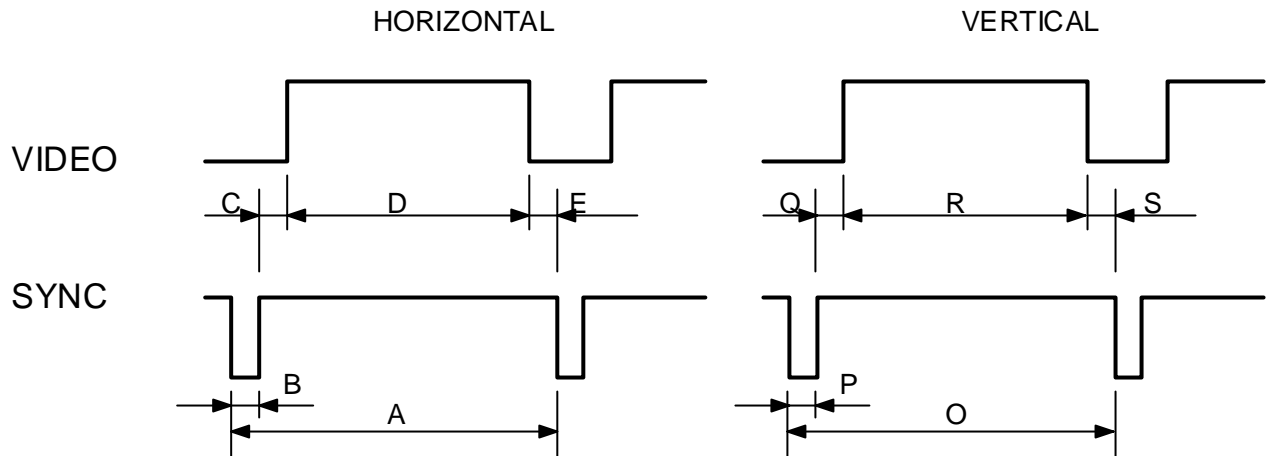 HORIZONTAL VERTICAL
VIDEO
C D E Q R S
SYNC
B P
A O